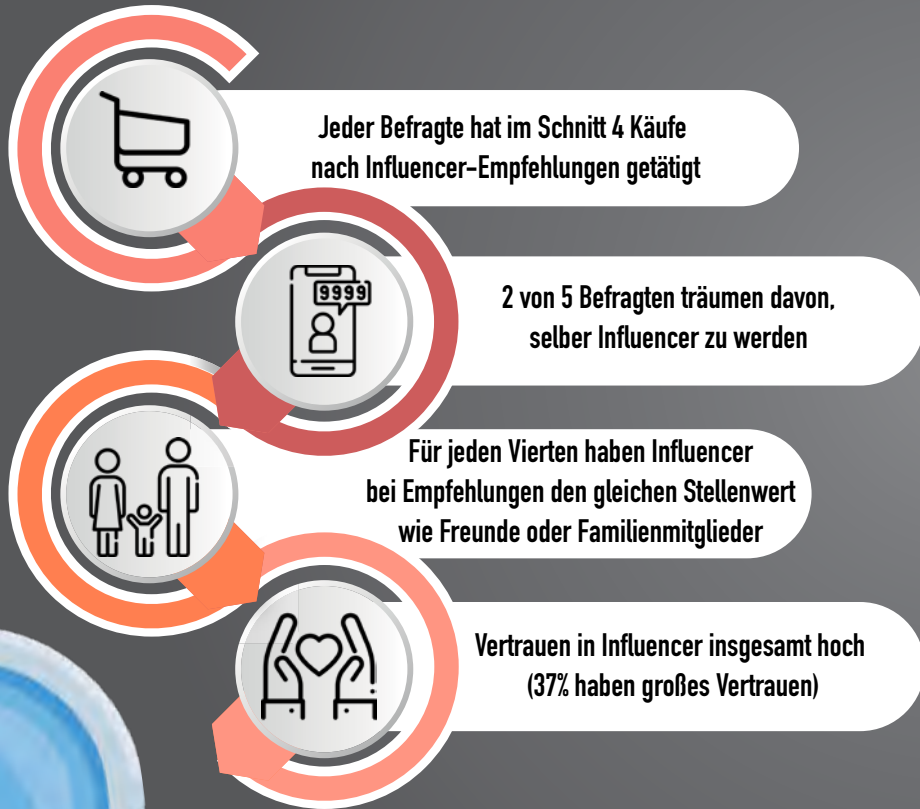 Jeder Befragte hat im Schnitt 4 Käufe
nach Influencer-Empfehlungen getätigt
9999
2 von 5 Befragten träumen davon,
selber Influencer zu werden
Für jeden Vierten haben Influencer
bei Empfehlungen den gleichen Stellenwert
wie Freunde oder Familienmitglieder
Vertrauen in Influencer insgesamt hoch
(37% haben großes Vertrauen)